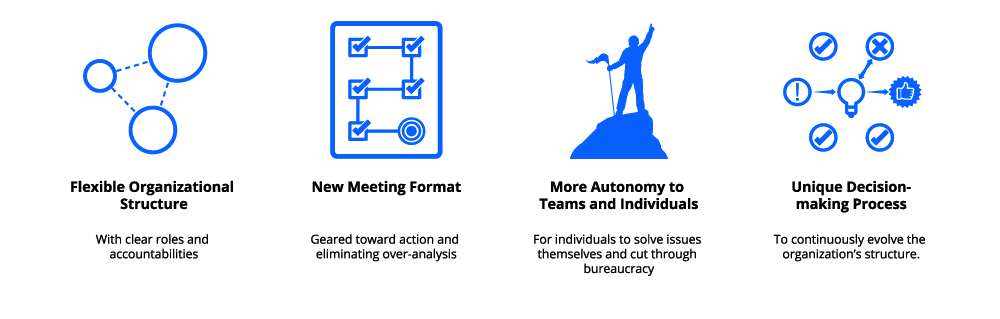 Flexible Organizational
Structure
With clear roles and
accountabilities
New Meeting Format
Geared toward action and
eliminating over-analysis
More Autonomy to
Teams and Individuals
For individuals to solve issues
themselves and cut through
bureaucracy
Unique Decision-
making Process
To continuously evolve the
organization's structure.